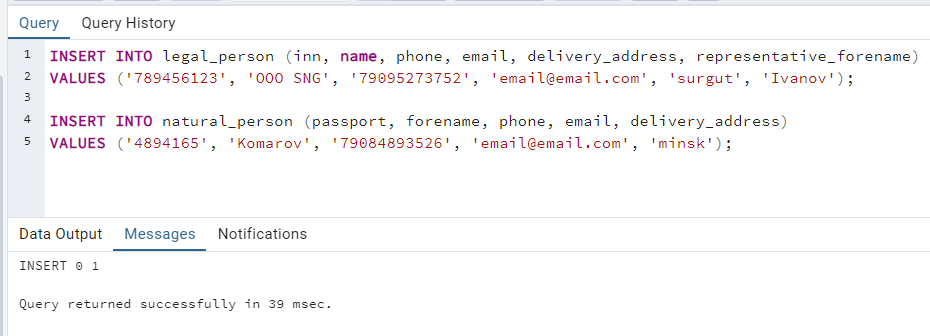 Query Query History
1 INSERT INTO legal_person (inn, name, phone, email, delivery_address, representative_forename)
2 VALUES ('789456123', 'OOO SNG', '79095273752', 'email@email.com', 'surgut', 'Ivanov');
3
4 INSERT INTO natural_person (passport, forename, phone, email, delivery_address)
5 VALUES ('4894165', 'Komarov', '79084893526', 'email@email.com', 'minsk');
Data Output Messages Notifications
INSERT 0 1
Query returned successfully in 39 msec.